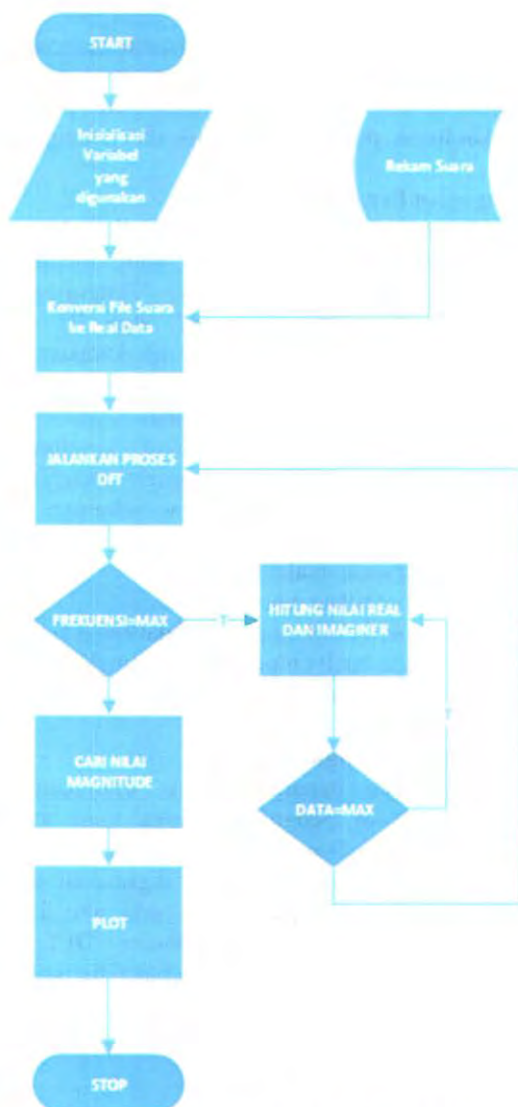 START
Inisialisasi
Variabel
yang
digunakan
Rekam Suara
Konversi File Suara
ke Real Data
JALANKAN PROSES
DFT
FREKUENSI=MAX
T
HITUNG NILAI REAL
DAN IMAGINER
T
CARI NILAI
MAGNITUDE
DATA=MAX
PLOT
STOP